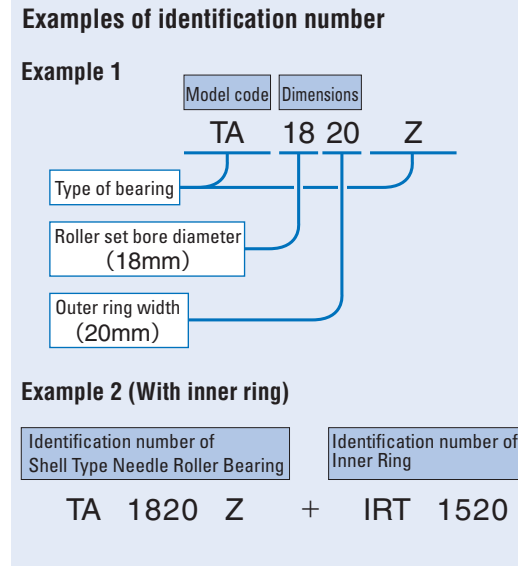 Examples of identification number
Example 1
Model code Dimensions
TA 18 20 Z
Type of bearing
Roller set bore diameter
（18mm）
Outer ring width
（20mm）
Example 2 (With inner ring)
Identification number of
Shell Type Needle Roller Bearing
Identification number of
Inner Ring
TA 1820 Z + IRT 1520